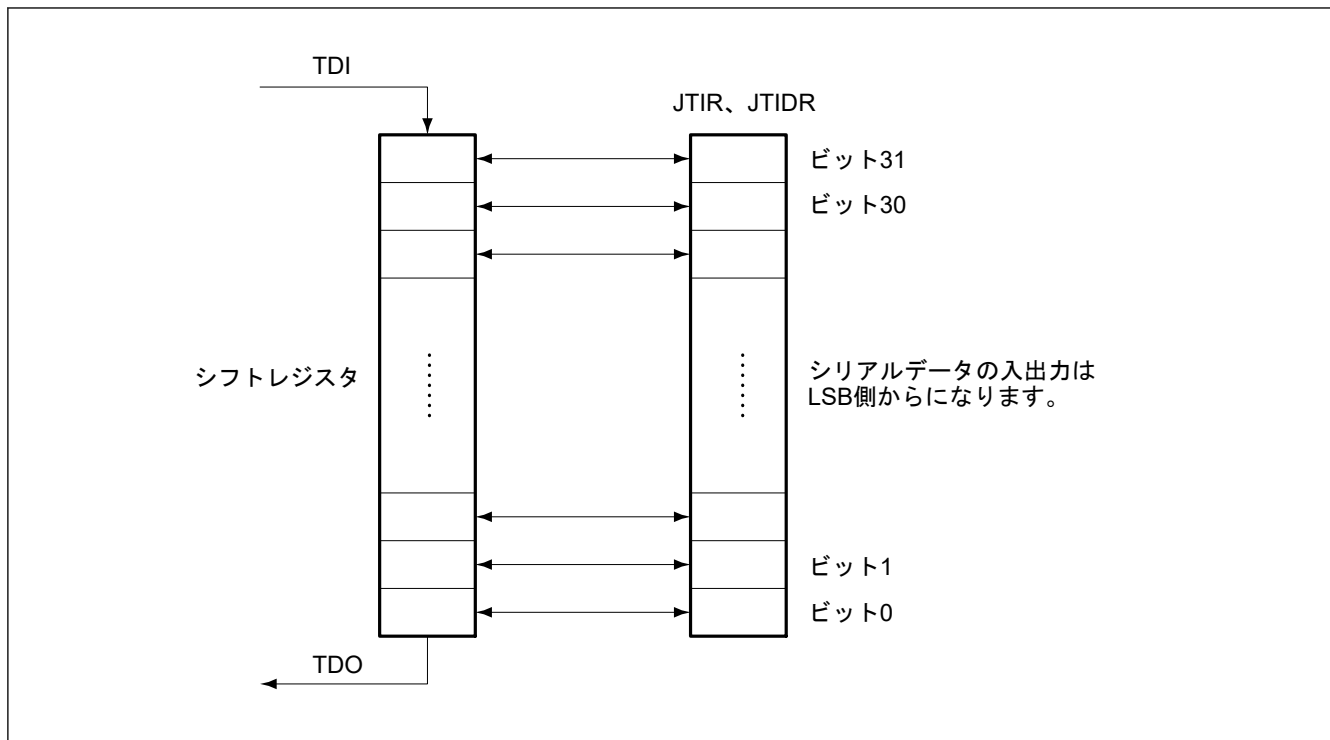 TDI
JTIR、JTIDR
ビット31
ビット30
シフトレジスタ
シリアルデータの入出力は
LSB側からになります。
ビット1
ビット0
TDO